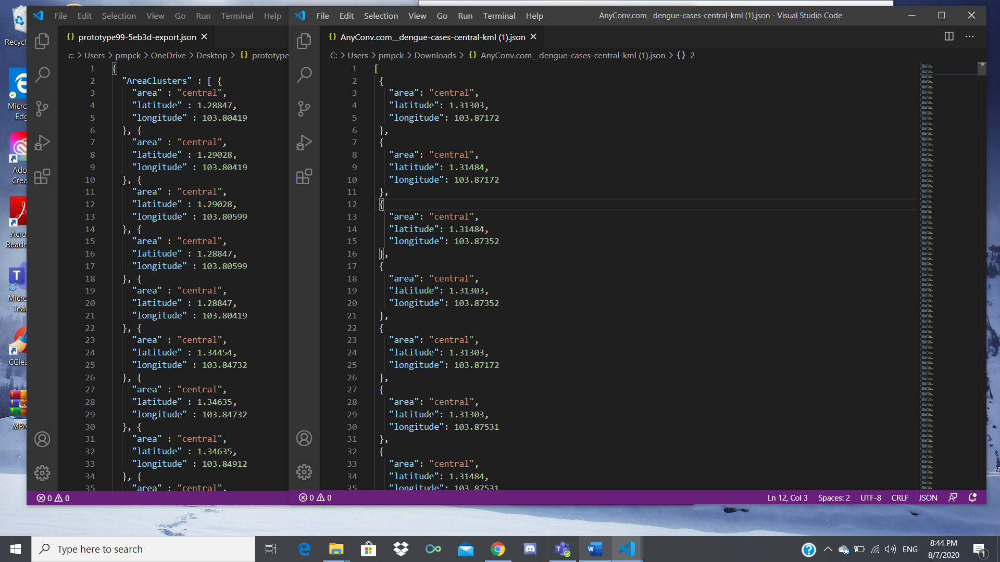 File Edit Selection View Go Run Terminal Help
prototype99-5eb3d-export.json
c: > Users > pmpck > OneDrive > Desktop > {} prototype
1 {
2 "AreaClusters" : [ {
3 "area" : "central",
4 "latitude" : 1.28847,
5 "longitude" : 103.80419
6 }, {
7 "area" : "central",
8 "latitude" : 1.29028,
9 "longitude" : 103.80419
10 }, {
11 "area" : "central",
12 "latitude" : 1.29028,
13 "longitude" : 103.80599
14 }, {
15 "area" : "central",
16 "latitude" : 1.28847,
17 "longitude" : 103.80599
18 }, {
19 "area" : "central",
20 "latitude" : 1.28847,
21 "longitude" : 103.80419
22 }, {
23 "area" : "central",
24 "latitude" : 1.34454,
25 "longitude" : 103.84732
26 }, {
27 "area" : "central",
28 "latitude" : 1.34635,
29 "longitude" : 103.84732
30 }, {
31 "area" : "central",
32 "latitude" : 1.34635,
33 "longitude" : 103.84912
34 }, {
35 "area" : "central",
0 0
File Edit Selection View Go Run Terminal Help
AnyConv.com__dengue-cases-central-kml (1).json - Visual Studio Code
AnyConv.com__dengue-cases-central-kml (1).json
C: > Users > pmpck > Downloads > {} AnyConv.com__dengue-cases-central-kml (1).json > {} 2
1 [
2 {
3 "area": "central",
4 "latitude": 1.31303,
5 "longitude": 103.87172
6 },
7 {
8 "area": "central",
9 "latitude": 1.31484,
10 "longitude": 103.87172
11 },
12 {
13 "area": "central",
14 "latitude": 1.31484,
15 "longitude": 103.87352
16 },
17 {
18 "area": "central",
19 "latitude": 1.31303,
20 "longitude": 103.87352
21 },
22 {
23 "area": "central",
24 "latitude": 1.31303,
25 "longitude": 103.87172
26 },
27 {
28 "area": "central",
29 "latitude": 1.31303,
30 "longitude": 103.87531
31 },
32 {
33 "area": "central",
34 "latitude": 1.31484,
35 "longitude": 103.87531
0 0
Ln 12, Col 3 Spaces: 2 UTF-8 CRLF JSON
Recycl
Micro
Edg
Ado
Crea
Acro
Reade
Micro
Tear
CClea
MPA
Type here to search
ENG
8:44 PM
8/7/2020
1